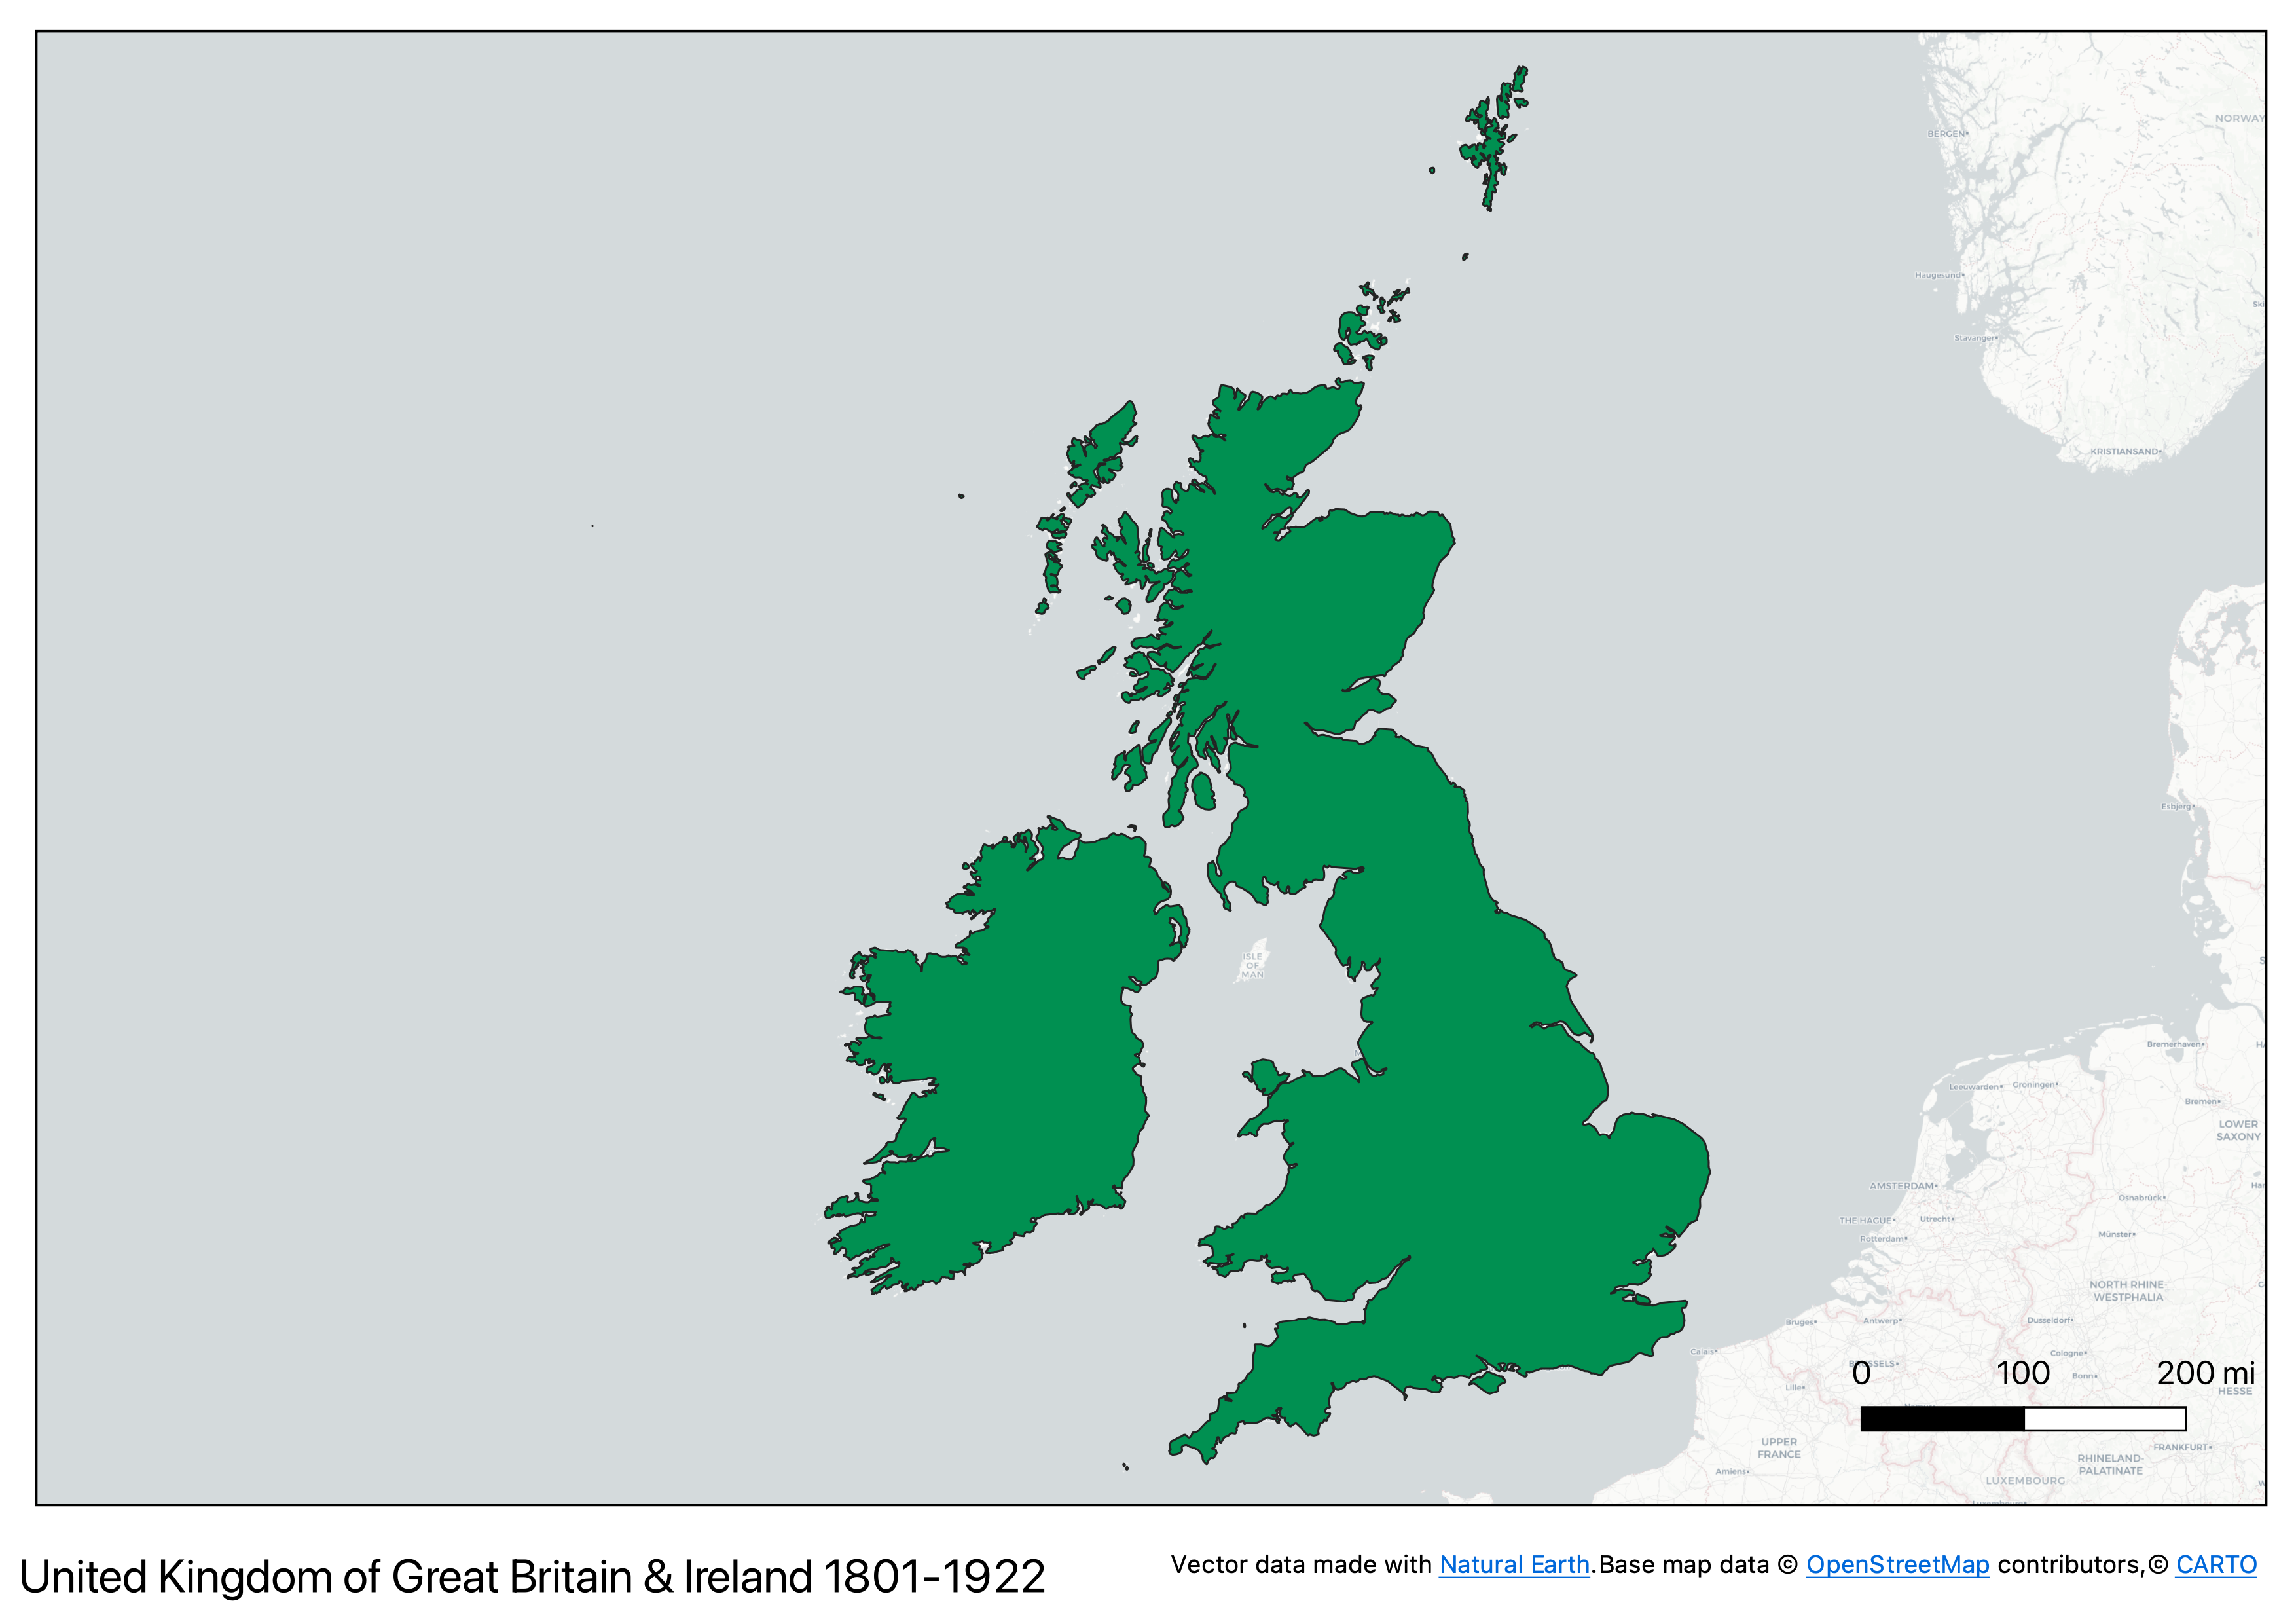 NORWAY
BERGEN
Haugesund
Stavanger
KRISTIANSAND
Esbjerg
ISLE
OF
MAN
Bremerhaven
Leeuwarden
Groningen
Bremen
LOWER
SAXONY
AMSTERDAM
Osnabrück
THE HAGUE
Utrecht
Rotterdam
Münster
NORTH RHINE-
WESTPHALIA
Bruges
Antwerp
Dusseldorf
Calais
Cologne
0 100 200 mi
Bonn
Lille
HESSE
UPPER
FRANCE
FRANKFURT
RHINELAND-
PALATINATE
Amiens
LUXEMBOURG
United Kingdom of Great Britain & Ireland 1801-1922
Vector data made with Natural Earth.Base map data © OpenStreetMap contributors,© CARTO